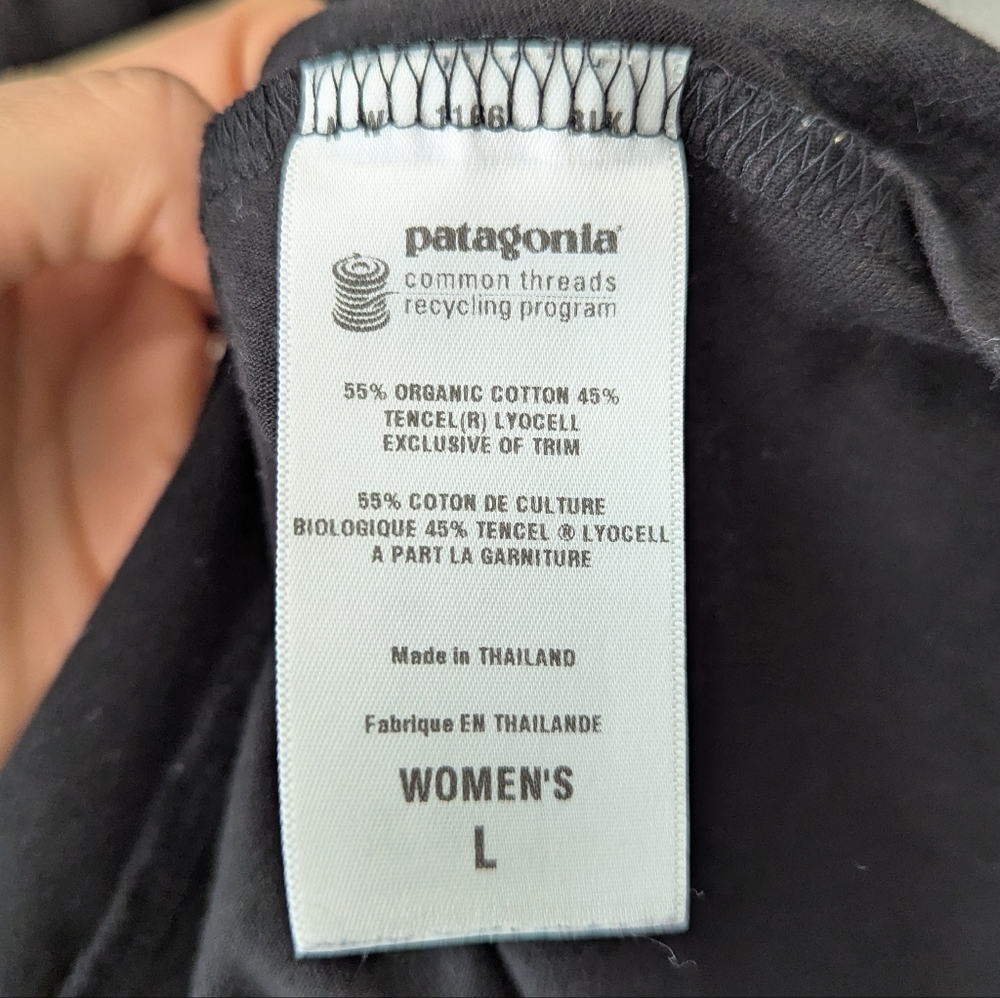 BLK
patagonia®
common threads
recycling program
55% ORGANIC COTTON 45%
TENCEL(R) LYOCELL
EXCLUSIVE OF TRIM
55% COTON DE CULTURE
BIOLOGIQUE 45% TENCEL ® LYOCELL
A PART LA GARNITURE
Made in THAILAND
Fabrique EN THAILANDE
WOMEN'S
L